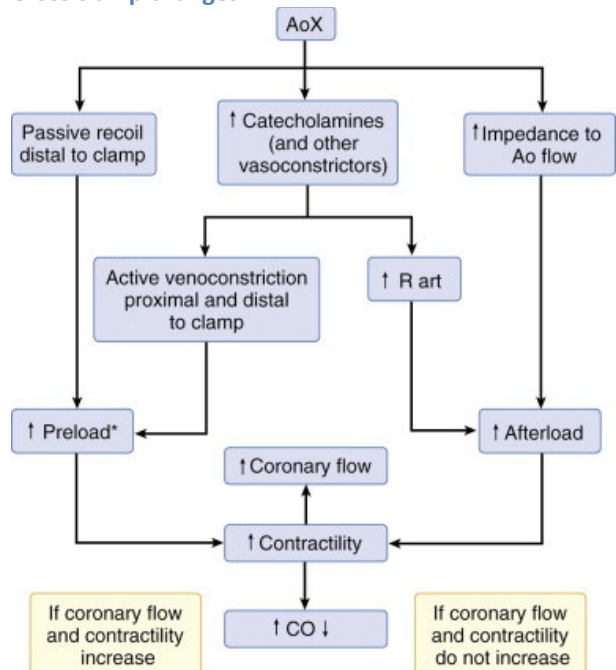 AoX
Passive recoil
distal to clamp
↑ Catecholamines
(and other
vasoconstrictors)
↑ Impedance to
Ao flow
Active venoconstriction
proximal and distal
to clamp
↑ R art
↑ Preload*
↑ Afterload
↑ Coronary flow
↑ Contractility
If coronary flow
and contractility
increase
↑ CO ↓
If coronary flow
and contractility
do not increase